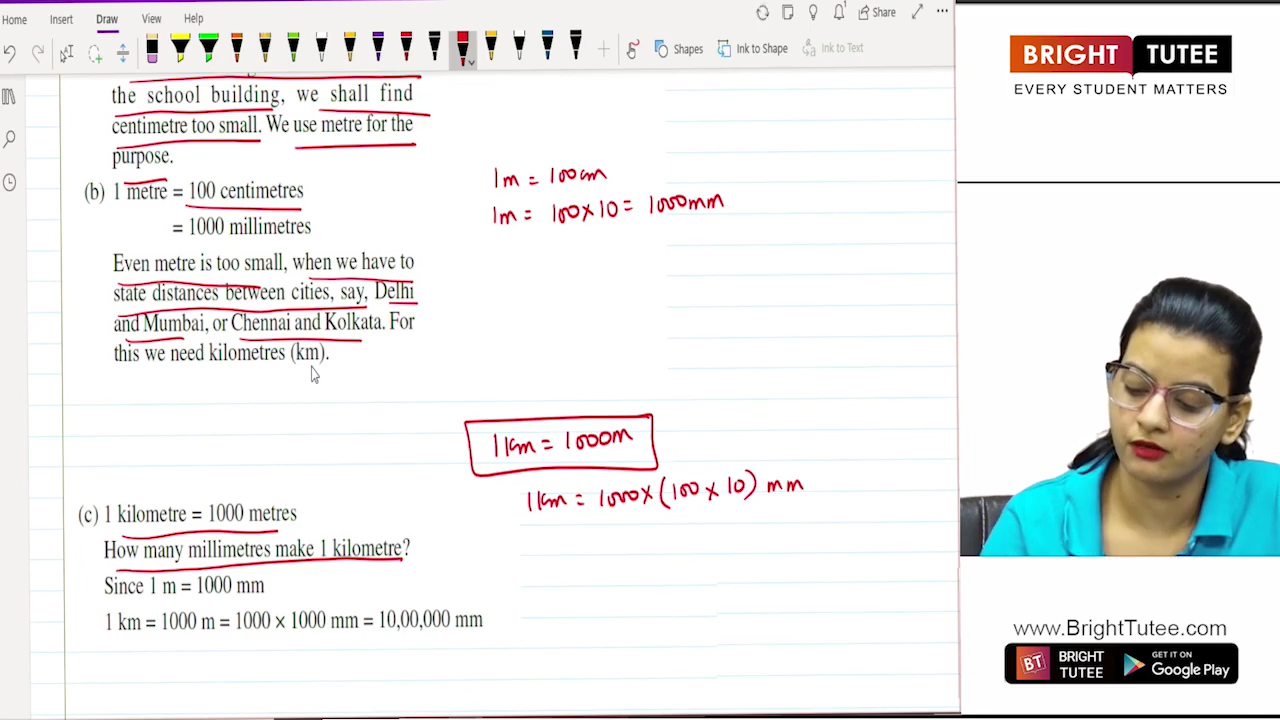 Home Insert Draw View Help Share
Shapes Ink to Shape Ink to Text
the school building, we shall find
centimetre too small. We use metre for the
purpose.
(b) 1 metre = 100 centimetres
= 1000 millimetres
Even metre is too small, when we have to
state distances between cities, say, Delhi
and Mumbai, or Chennai and Kolkata. For
this we need kilometres (km).
(c) 1 kilometre = 1000 metres
How many millimetres make 1 kilometre?
Since 1 m = 1000 mm
1 km = 1000 m = 1000 × 1000 mm = 10,00,000 mm
1m = 100cm
1m = 100×10 = 1000mm
1km = 1000m
1km = 1000×(100×10) mm
BRIGHT TUTEE
EVERY STUDENT MATTERS
www.BrightTutee.com
BT BRIGHT TUTEE
GET IT ON
Google Play